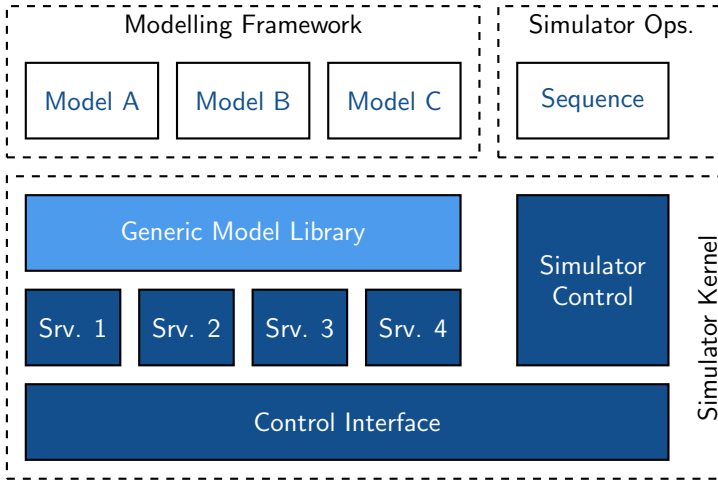 Modelling Framework
Simulator Ops.
Model A
Model B
Model C
Sequence
Generic Model Library
Simulator
Control
Srv. 1
Srv. 2
Srv. 3
Srv. 4
Control Interface
Simulator Kernel